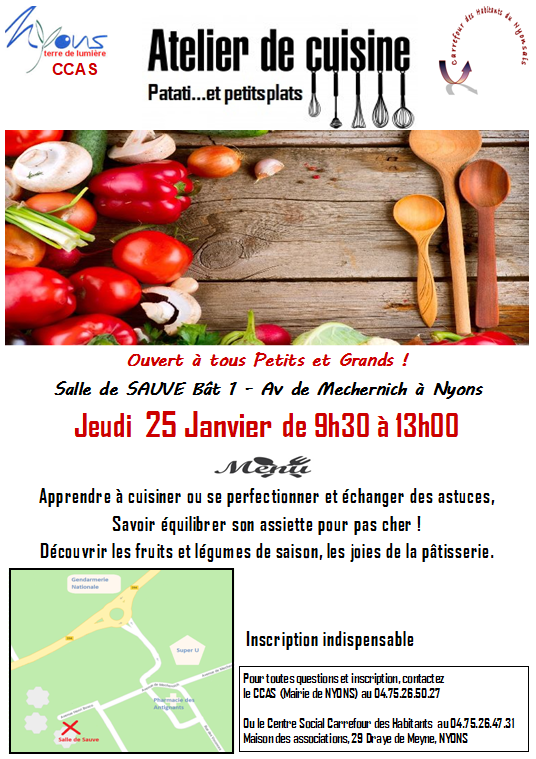 Nyons
terre de lumière
CCAS
Atelier de cuisine
Patati...et petits plats
Carrefour des Habitants du Nyonsais
Ouvert à tous Petits et Grands !
Salle de SAUVE Bât 1 - Av de Mechernich à Nyons
Jeudi 25 Janvier de 9h30 à 13h00
Menu
Apprendre à cuisiner ou se perfectionner et échanger des astuces,
Savoir équilibrer son assiette pour pas cher !
Découvrir les fruits et légumes de saison, les joies de la pâtisserie.
Gendarmerie
Nationale
Super U
Pharmacie des
Antignans
Salle de Sauve
Inscription indispensable
Pour toutes questions et inscription, contactez
le CCAS (Mairie de NYONS) au 04.75.26.50.27
Ou le Centre Social Carrefour des Habitants au 04.75.26.47.31
Maison des associations, 29 Draye de Meyne, NYONS